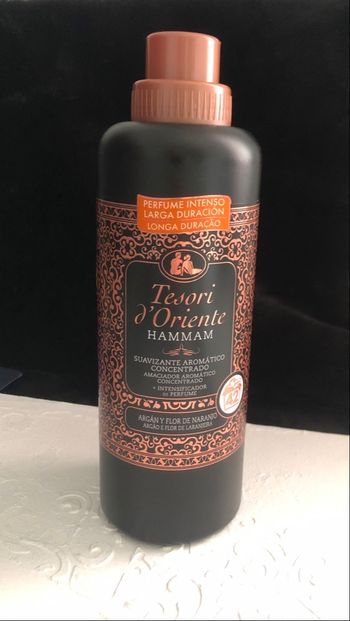 PERFUME INTENSO
LARGA DURACIÓN
LONGA DURAÇÃO
Tesori
d'Oriente
HAMMAM
SUAVIZANTE AROMÁTICO
CONCENTRADO
AMACIADOR AROMÁTICO
CONCENTRADO
+ INTENSIFICADOR
DE PERFUME
42
ARGÁN Y FLOR DE NARANJO
ARGÃO E FLOR DE LARANJEIRA